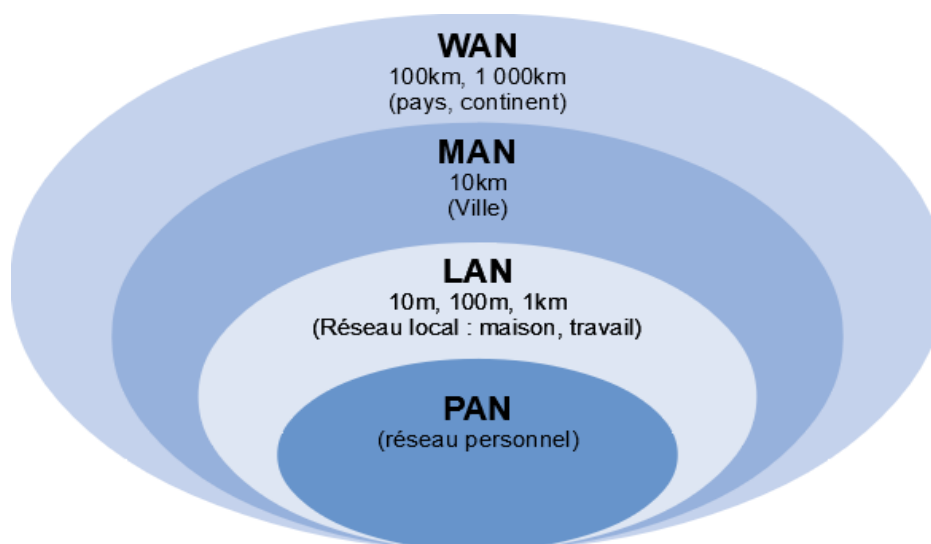 WAN
100km, 1 000km
(pays, continent)
MAN
10km
(Ville)
LAN
10m, 100m, 1km
(Réseau local : maison, travail)
PAN
(réseau personnel)